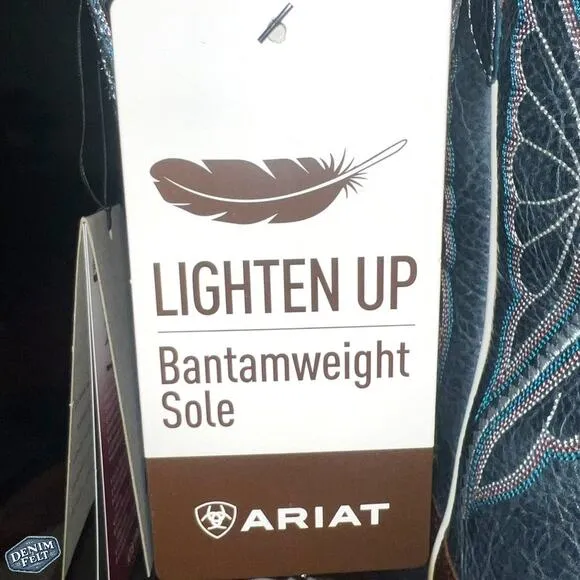 LIGHTEN UP
Bantamweight
Sole
ARIAT
DENIM
FELT